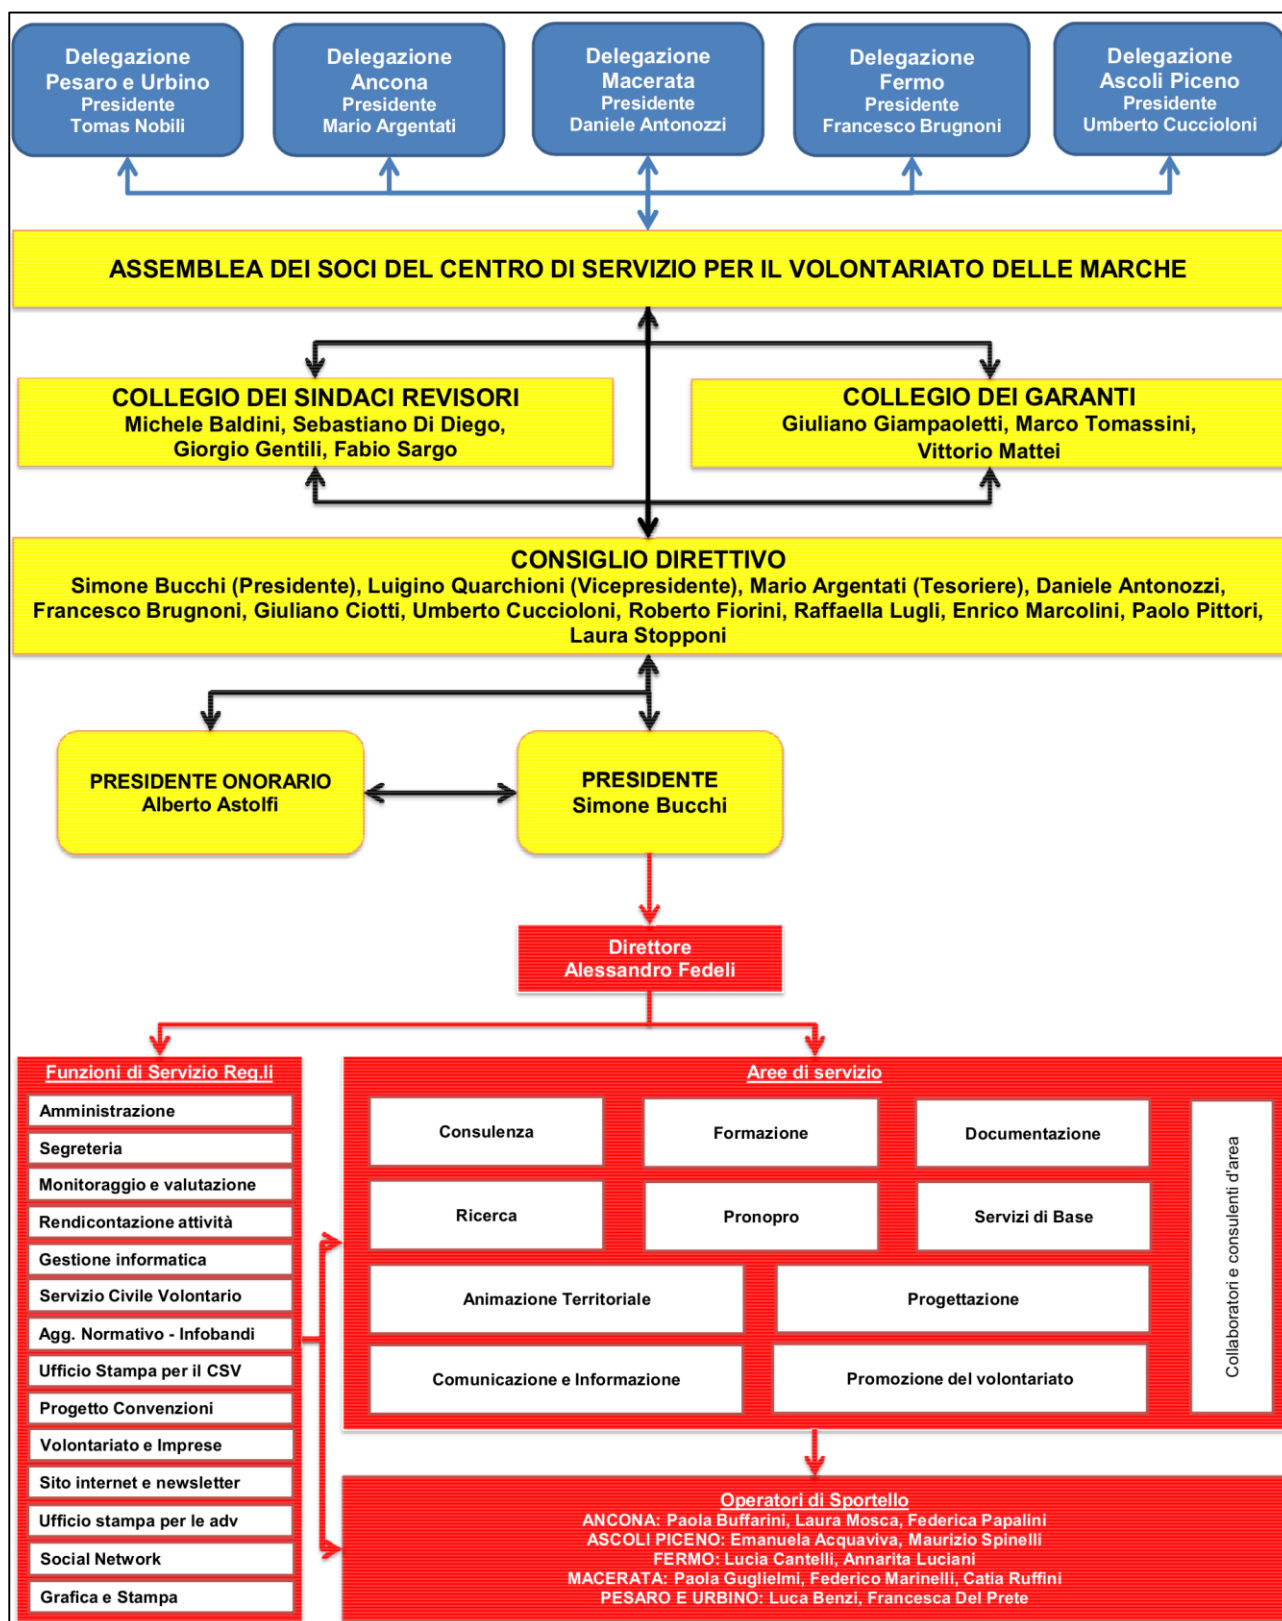 Delegazione
Pesaro e Urbino
Presidente
Tomas Nobili
Delegazione
Ancona
Presidente
Mario Argentati
Delegazione
Macerata
Presidente
Daniele Antonozzi
Delegazione
Fermo
Presidente
Francesco Brugnoni
Delegazione
Ascoli Piceno
Presidente
Umberto Cuccioloni
ASSEMBLEA DEI SOCI DEL CENTRO DI SERVIZIO PER IL VOLONTARIATO DELLE MARCHE
COLLEGIO DEI SINDACI REVISORI
Michele Baldini, Sebastiano Di Diego,
Giorgio Gentili, Fabio Sargo
COLLEGIO DEI GARANTI
Giuliano Giampaoletti, Marco Tomassini,
Vittorio Mattei
CONSIGLIO DIRETTIVO
Simone Bucchi (Presidente), Luigino Quarchioni (Vicepresidente), Mario Argentati (Tesoriere), Daniele Antonozzi,
Francesco Brugnoni, Giuliano Ciotti, Umberto Cuccioloni, Roberto Fiorini, Raffaella Lugli, Enrico Marcolini, Paolo Pittori,
Laura Stopponi
PRESIDENTE ONORARIO
Alberto Astolfi
PRESIDENTE
Simone Bucchi
Direttore
Alessandro Fedeli
Funzioni di Servizio Reg.li
Amministrazione
Segreteria
Monitoraggio e valutazione
Rendicontazione attività
Gestione informatica
Servizio Civile Volontario
Agg. Normativo - Infobandi
Ufficio Stampa per il CSV
Progetto Convenzioni
Volontariato e Imprese
Sito internet e newsletter
Ufficio stampa per le adv
Social Network
Grafica e Stampa
Aree di servizio
Consulenza
Formazione
Documentazione
Ricerca
Pronopro
Servizi di Base
Animazione Territoriale
Progettazione
Comunicazione e Informazione
Promozione del volontariato
Collaboratori e consulenti d'area
Operatori di Sportello
ANCONA: Paola Buffarini, Laura Mosca, Federica Papalini
ASCOLI PICENO: Emanuela Acquaviva, Maurizio Spinelli
FERMO: Lucia Cantelli, Annarita Luciani
MACERATA: Paola Guglielmi, Federico Marinelli, Catia Ruffini
PESARO E URBINO: Luca Benzi, Francesca Del Prete